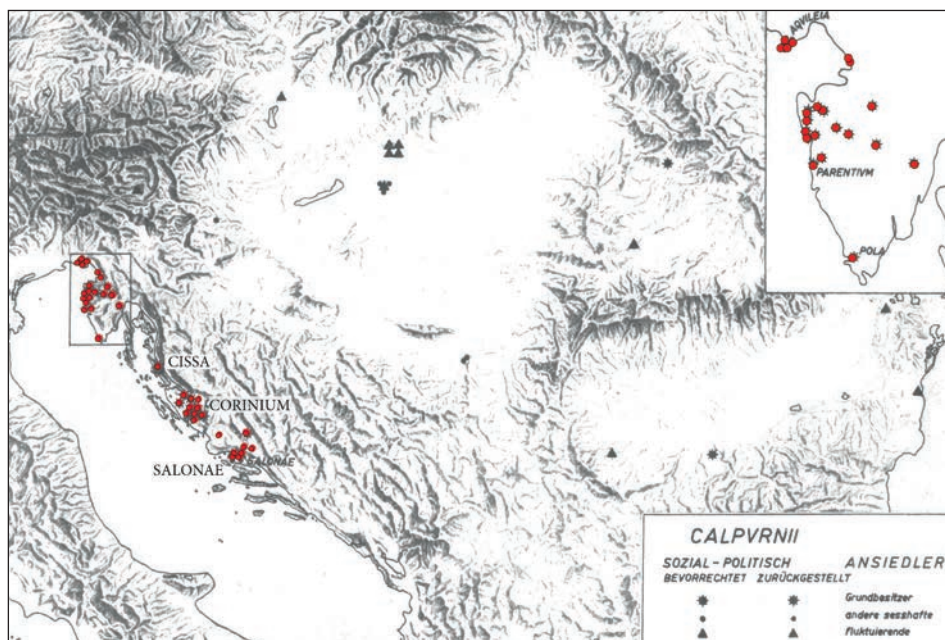 AQVILEIA
PARENTIVM
POLA
CISSA
CORINIUM
SALONAE
SALONAE
CALPVRNII
SOZIAL-POLITISCH
ANSIEDLER
BEVORRECHTET ZURÜCKGESTELLT
Grundbesitzer
andere sesshafte
fluktuierende